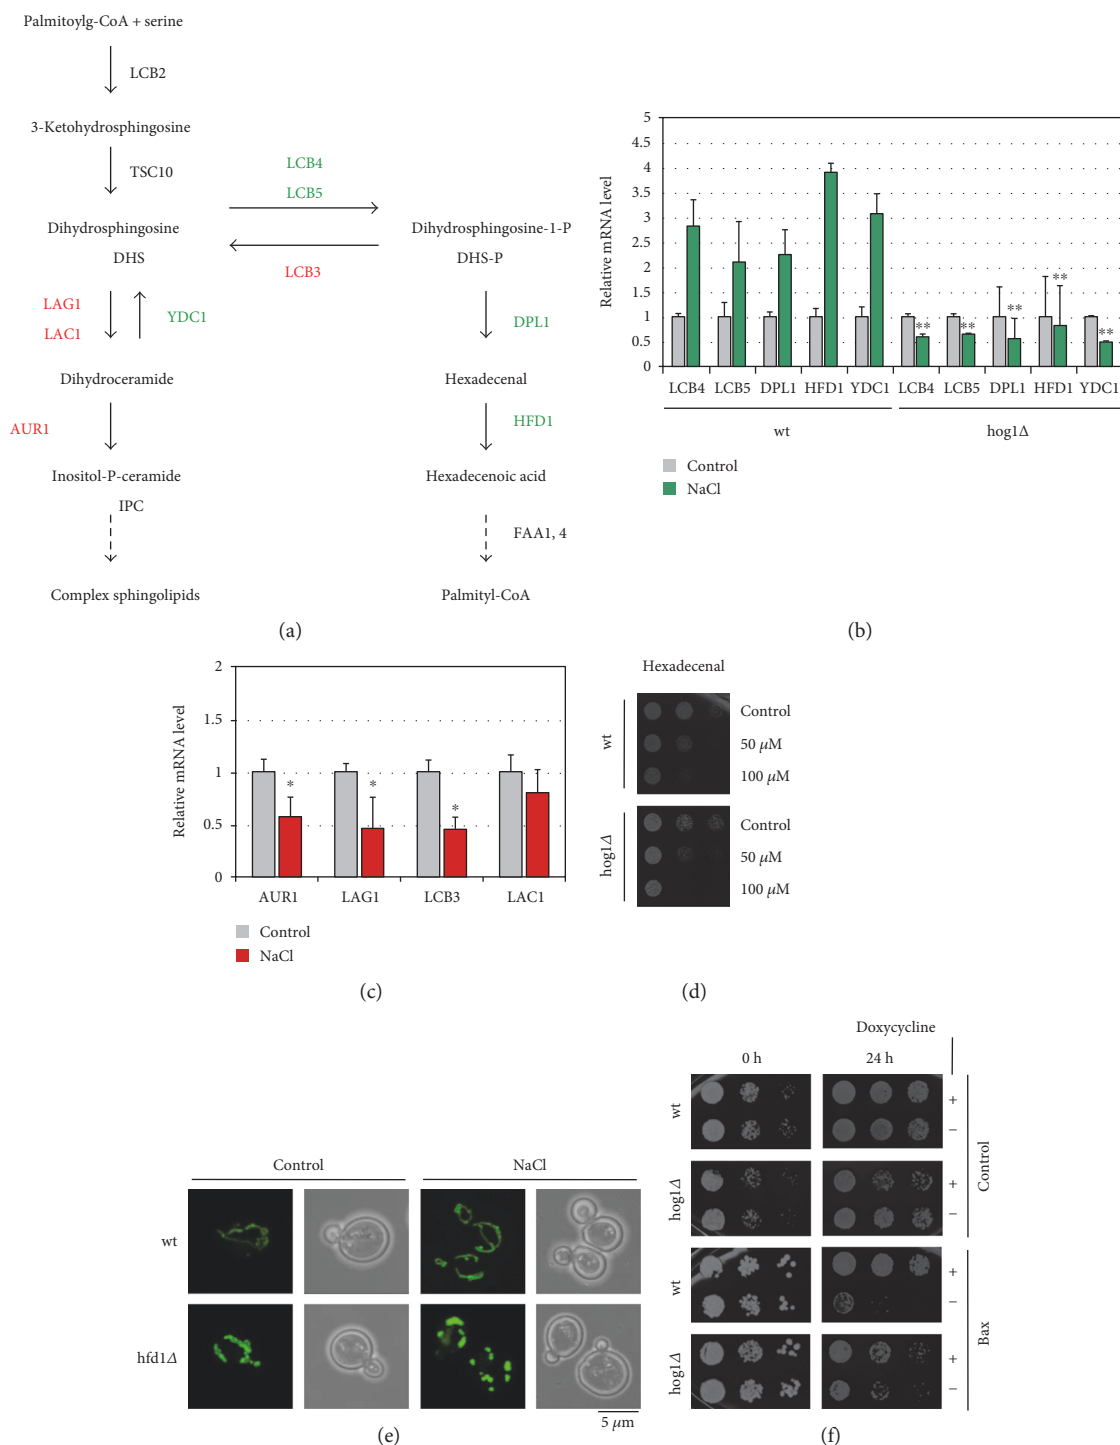 Palmitoylg-CoA + serine
LCB2
3-Ketohydrosphingosine
TSC10
LCB4
LCB5
Dihydrosphingosine
DHS
Dihydrosphingosine-1-P
DHS-P
LCB3
LAG1
LAC1
YDC1
DPL1
Dihydroceramide
Hexadecenal
AUR1
HFD1
Inositol-P-ceramide
IPC
Hexadecenoic acid
FAA1, 4
Complex sphingolipids
Palmityl-CoA
(a)
Relative mRNA level
5
4.5
4
3.5
3
2.5
2
1.5
1
0.5
0
** ** ** ** **
LCB4 LCB5 DPL1 HFD1 YDC1 LCB4 LCB5 DPL1 HFD1 YDC1
wt hog1Δ
Control
NaCl
(b)
Relative mRNA level
2
1.5
1
0.5
0
* * *
AUR1 LAG1 LCB3 LAC1
Control
NaCl
(c)
Hexadecenal
wt
Control
50 μM
100 μM
hog1Δ
Control
50 μM
100 μM
(d)
Control NaCl
wt
hfd1Δ
5 μm
(e)
Doxycycline
0 h 24 h
wt + −
hog1Δ + −
Control
wt + −
hog1Δ + −
Bax
(f)